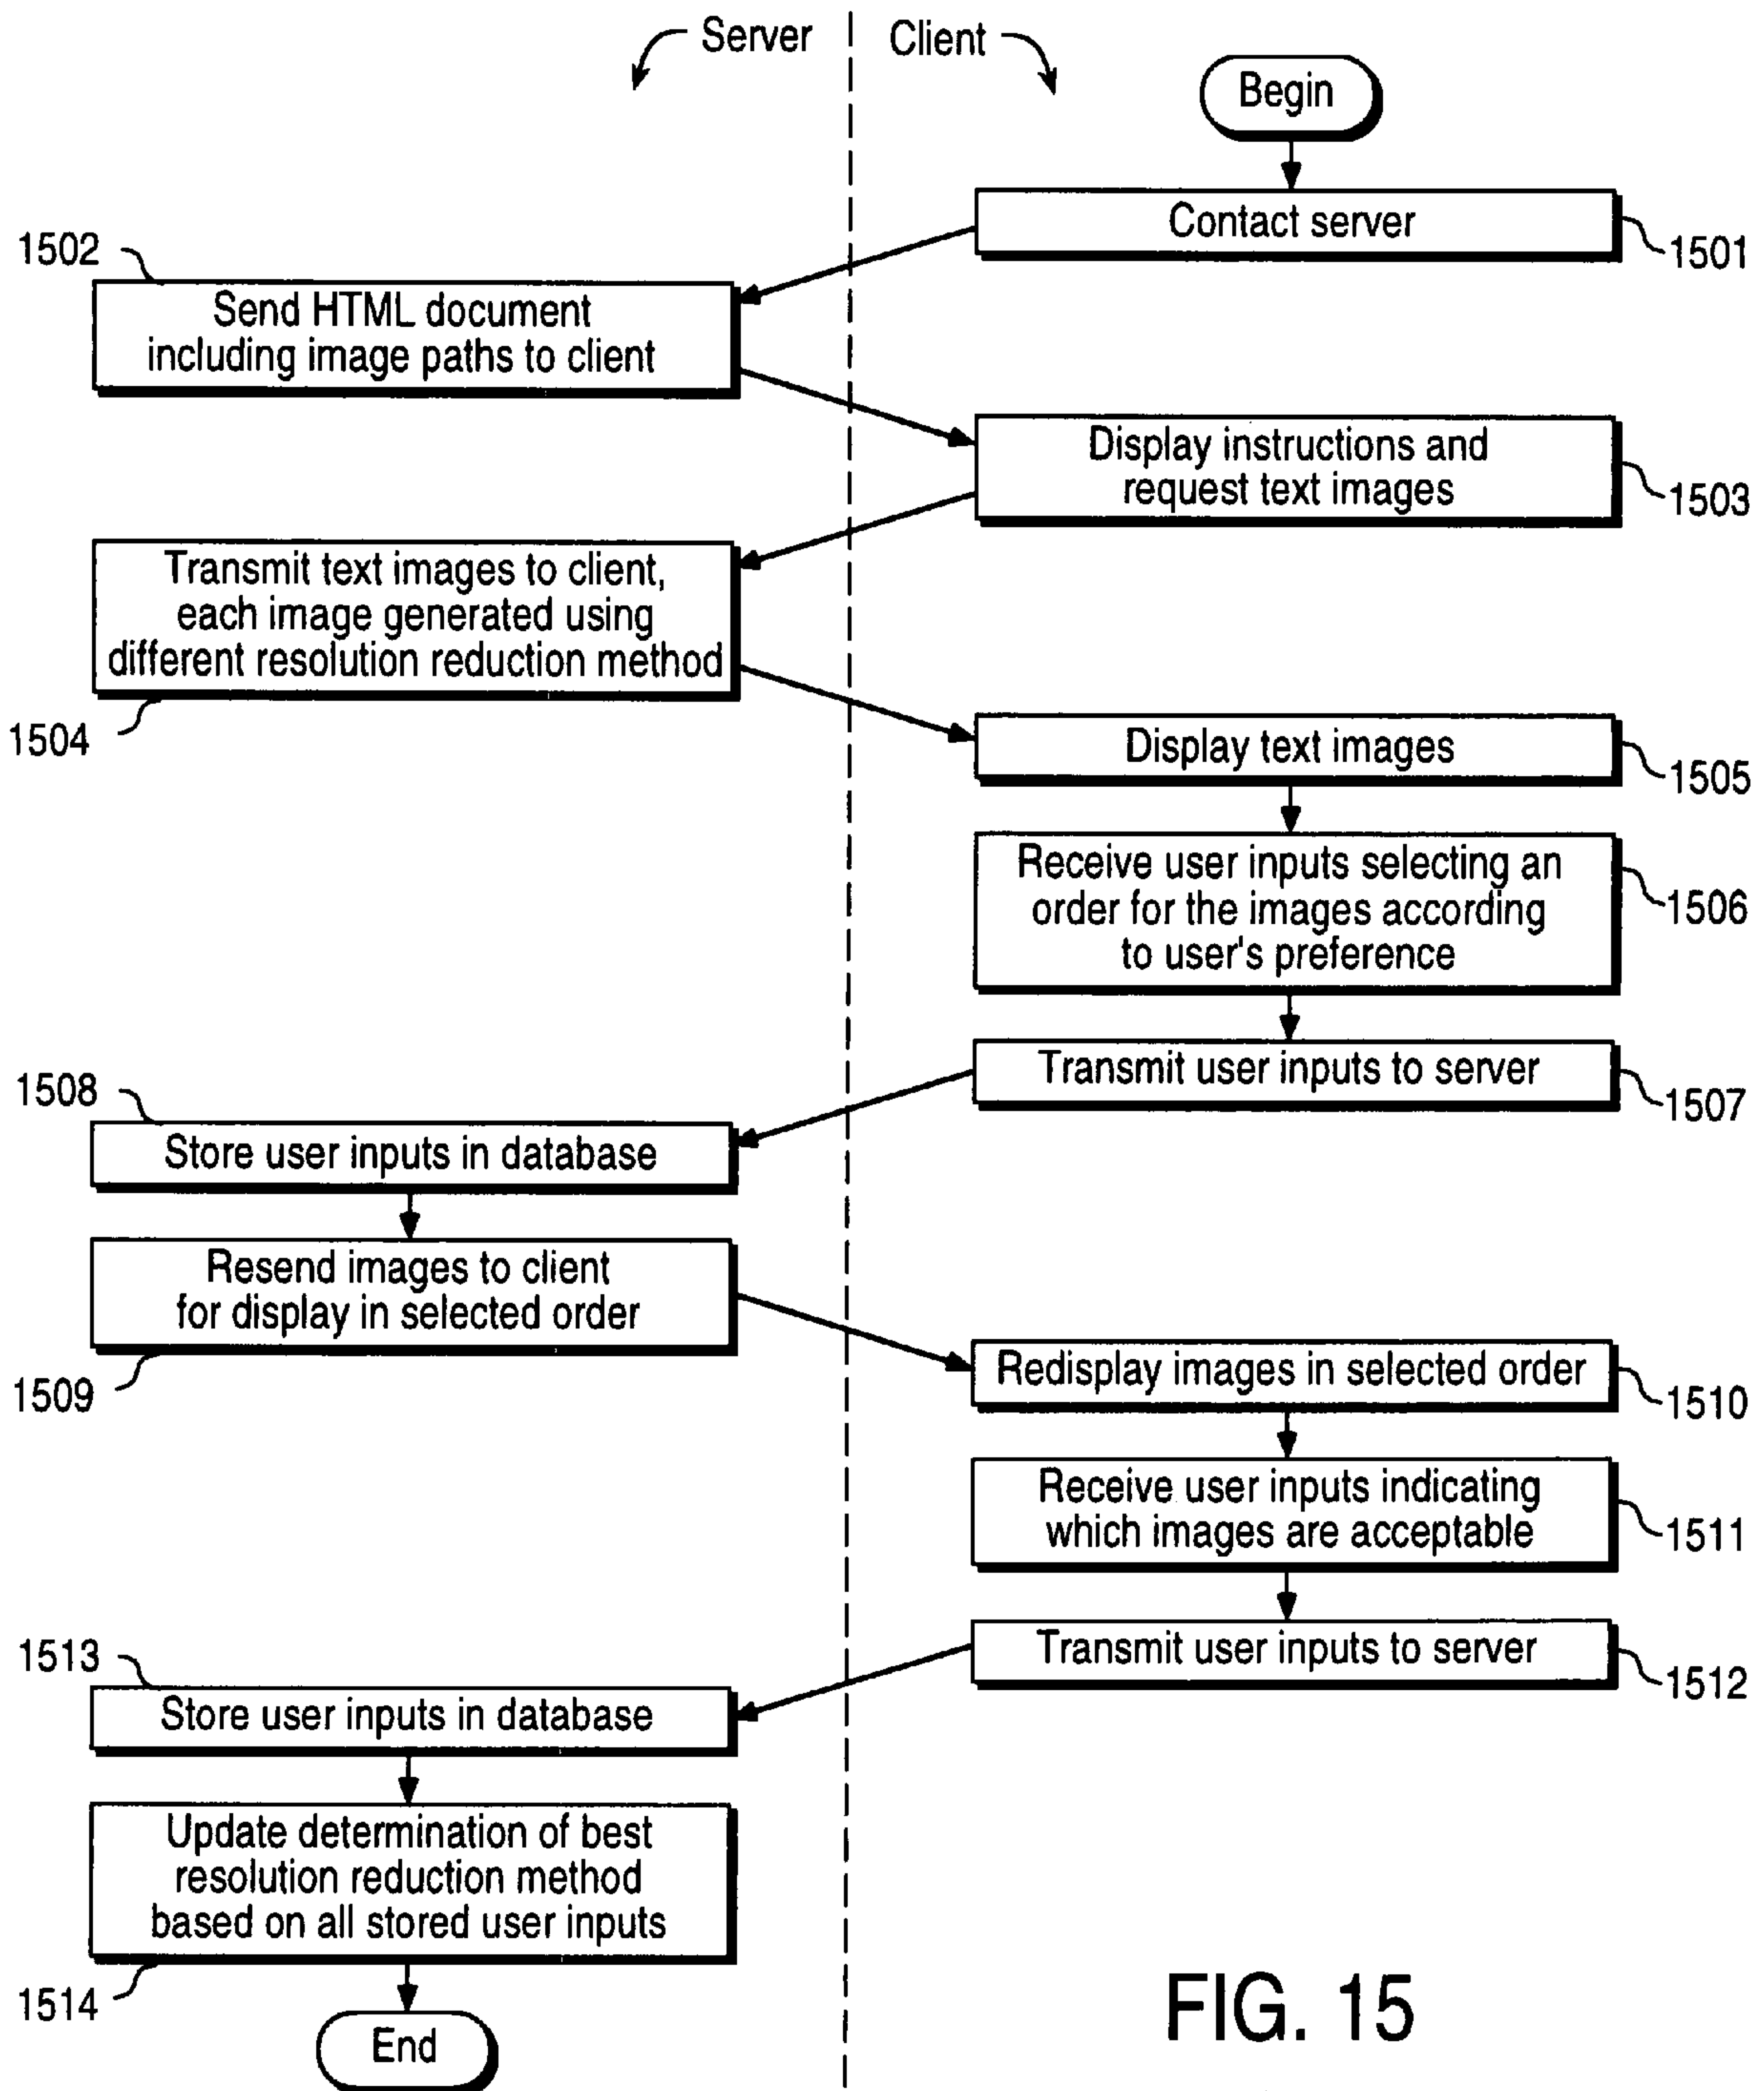 Server
Client
Begin
Contact server
1501
1502
Send HTML document
including image paths to client
Display instructions and
request text images
1503
Transmit text images to client,
each image generated using
different resolution reduction method
1504
Display text images
1505
Receive user inputs selecting an
order for the images according
to user's preference
1506
Transmit user inputs to server
1507
1508
Store user inputs in database
Resend images to client
for display in selected order
1509
Redisplay images in selected order
1510
Receive user inputs indicating
which images are acceptable
1511
Transmit user inputs to server
1512
1513
Store user inputs in database
Update determination of best
resolution reduction method
based on all stored user inputs
1514
End
FIG. 15